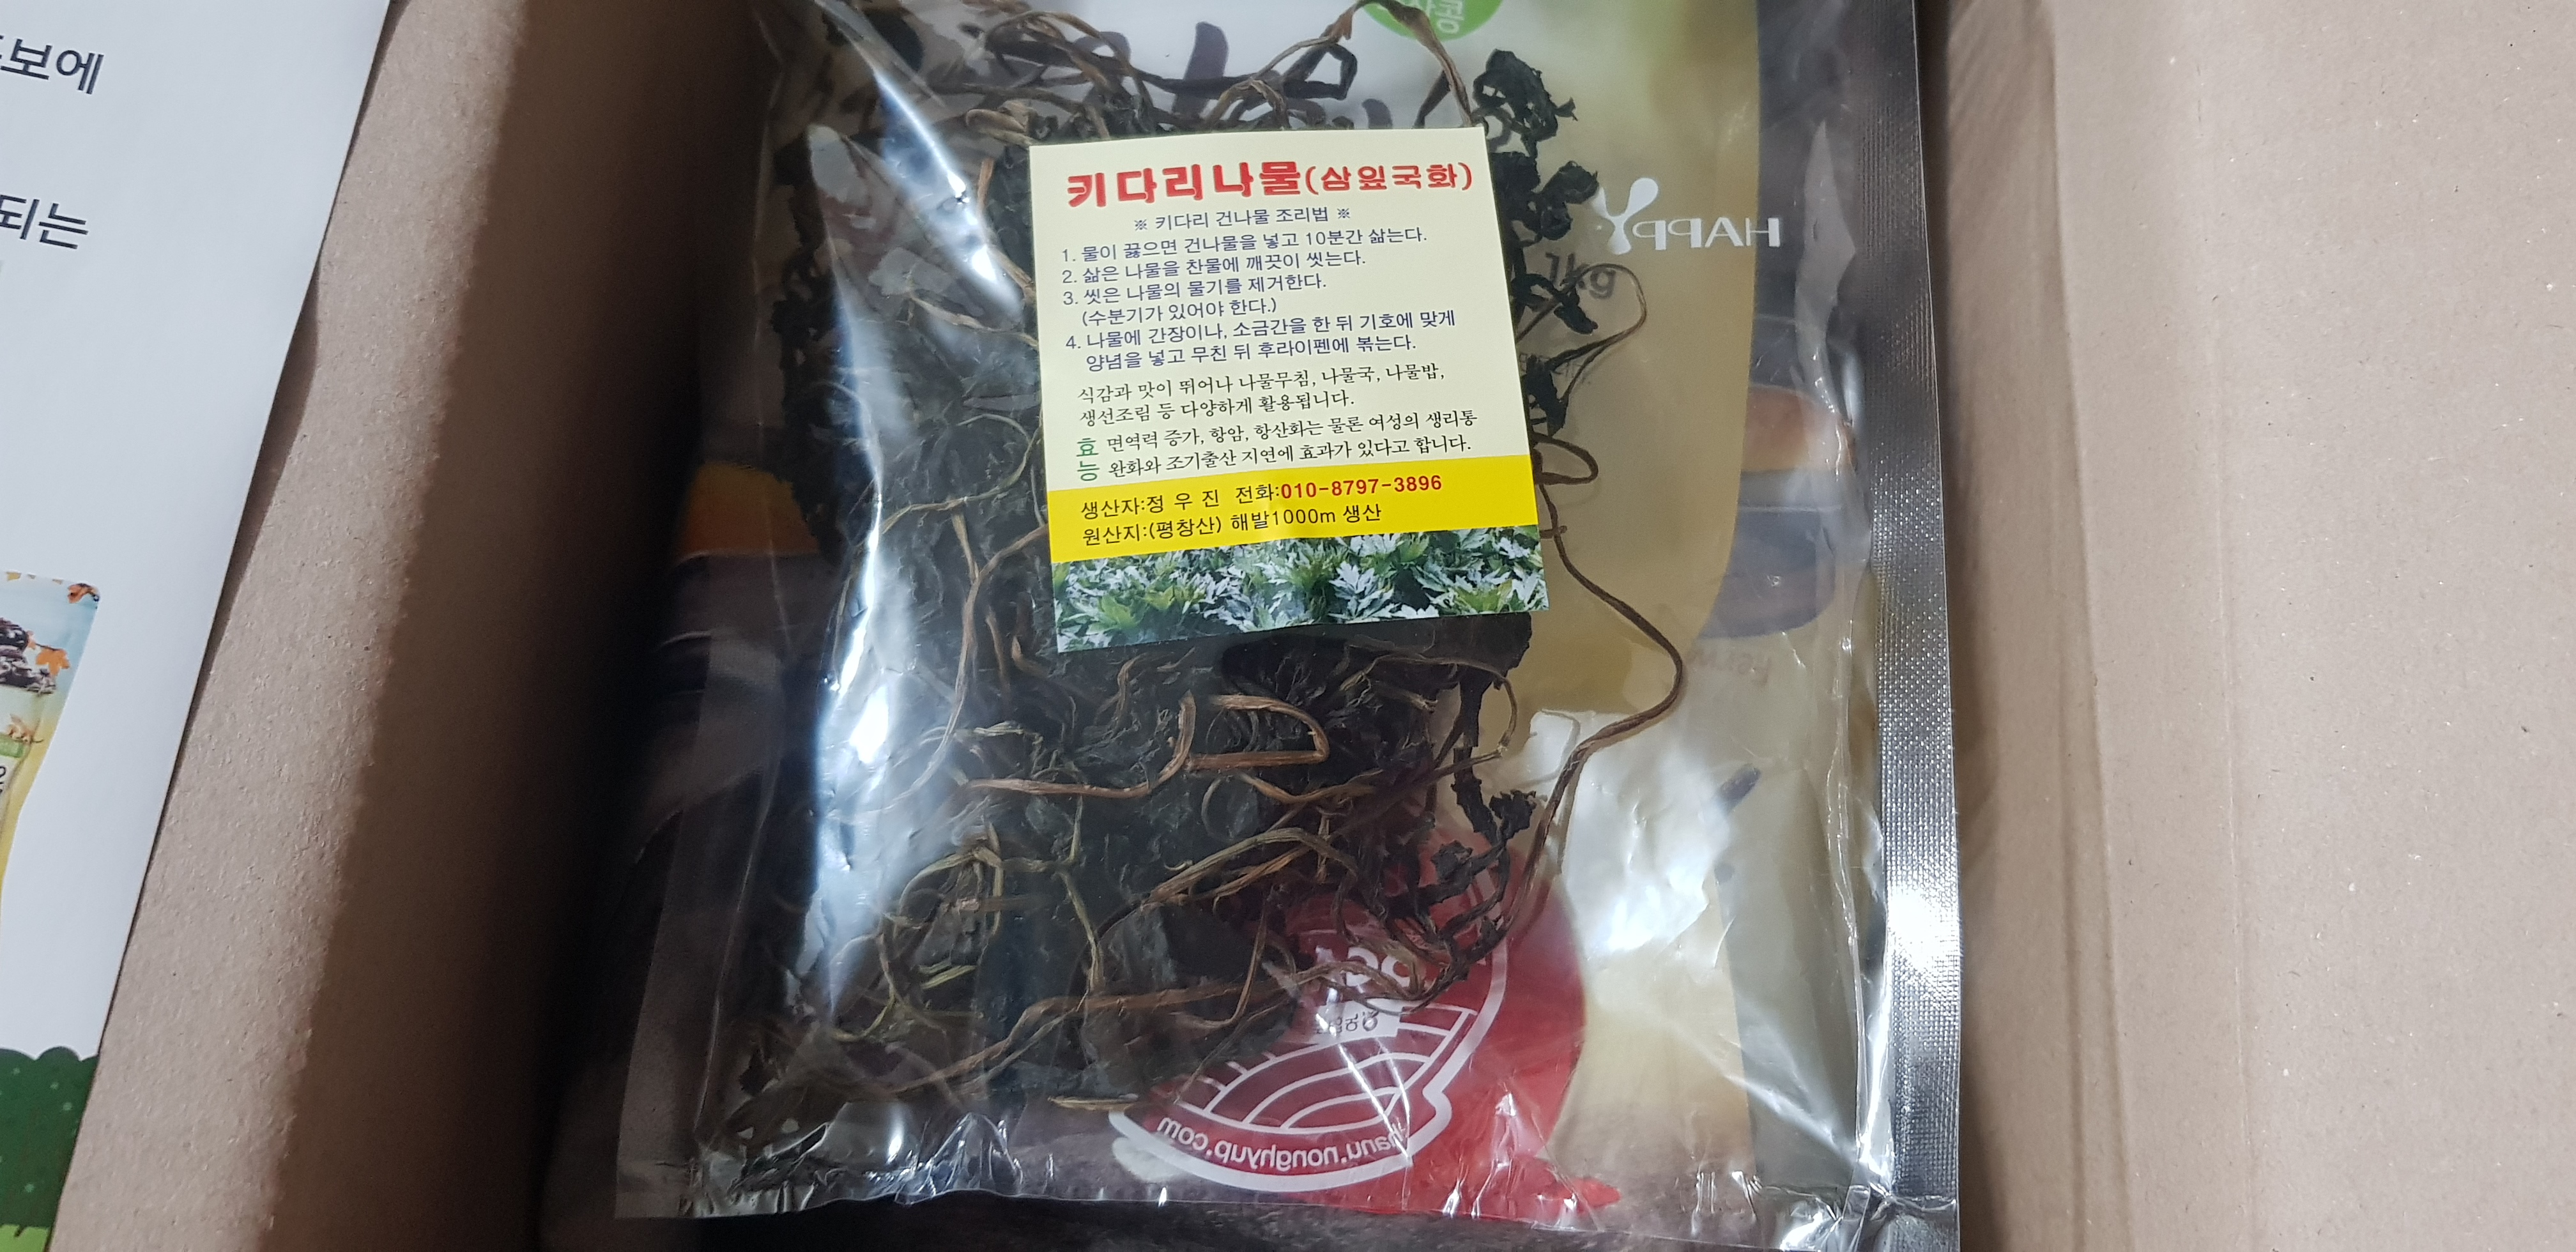 보에
되는
콩
HAPPY
1kg
키다리나물(삼잎국화)
※ 키다리 건나물 조리법 ※
1. 물이 끓으면 건나물을 넣고 10분간 삶는다.
2. 삶은 나물을 찬물에 깨끗이 씻는다.
3. 씻은 나물의 물기를 제거한다.
(수분기가 있어야 한다.)
4. 나물에 간장이나, 소금간을 한 뒤 기호에 맞게
양념을 넣고 무친 뒤 후라이펜에 볶는다.
식감과 맛이 뛰어나 나물무침, 나물국, 나물밥,
생선조림 등 다양하게 활용됩니다.
효능 면역력 증가, 항암, 항산화는 물론 여성의 생리통
완화와 조기출산 지연에 효과가 있다고 합니다.
생산자:정 우 진 전화:010-8797-3896
원산지:(평창산) 해발1000m 생산
hanu.nonghyup.com